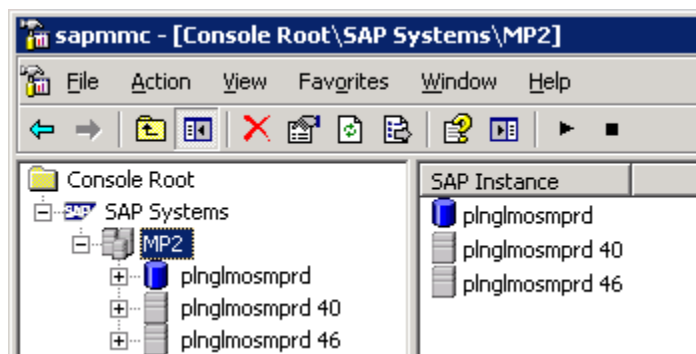 sapmmc - [Console Root\SAP Systems\MP2]
File Action View Favorites Window Help
Console Root
SAP Systems
MP2
plnglmosmprd
plnglmosmprd 40
plnglmosmprd 46
SAP Instance
plnglmosmprd
plnglmosmprd 40
plnglmosmprd 46